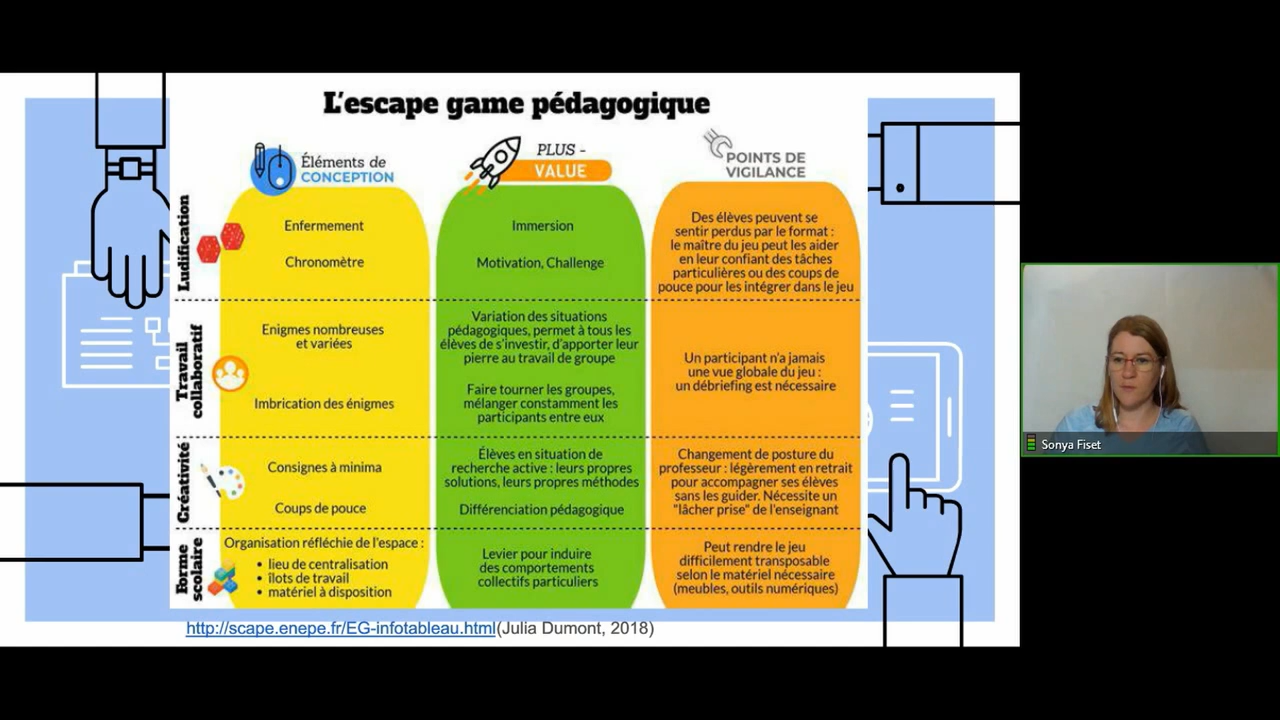 L'escape game pédagogique
Éléments de
CONCEPTION
PLUS -
VALUE
POINTS DE
VIGILANCE
Ludification
Enfermement
Chronomètre
Immersion
Motivation, Challenge
Des élèves peuvent se
sentir perdus par le format :
le maître du jeu peut les aider
en leur confiant des tâches
particulières ou des coups de
pouce pour les intégrer dans le jeu
Travail
collaboratif
Enigmes nombreuses
et variées
Imbrication des énigmes
Variation des situations
pédagogiques, permet à tous les
élèves de s'investir, d'apporter leur
pierre au travail de groupe
Faire tourner les groupes,
mélanger constamment les
participants entre eux
Un participant n'a jamais
une vue globale du jeu :
un débriefing est nécessaire
Créativité
Consignes à minima
Coups de pouce
Élèves en situation de
recherche active : leurs propres
solutions, leurs propres méthodes
Différenciation pédagogique
Changement de posture du
professeur : légèrement en retrait
pour accompagner ses élèves
sans les guider. Nécessite un
"lâcher prise" de l'enseignant
Forme
scolaire
Organisation réfléchie de l'espace :
• lieu de centralisation
• îlots de travail
• matériel à disposition
Levier pour induire
des comportements
collectifs particuliers
Peut rendre le jeu
difficilement transposable
selon le matériel nécessaire
(meubles, outils numériques)
http://scape.enepe.fr/EG-infotableau.html(Julia Dumont, 2018)
Sonya Fiset